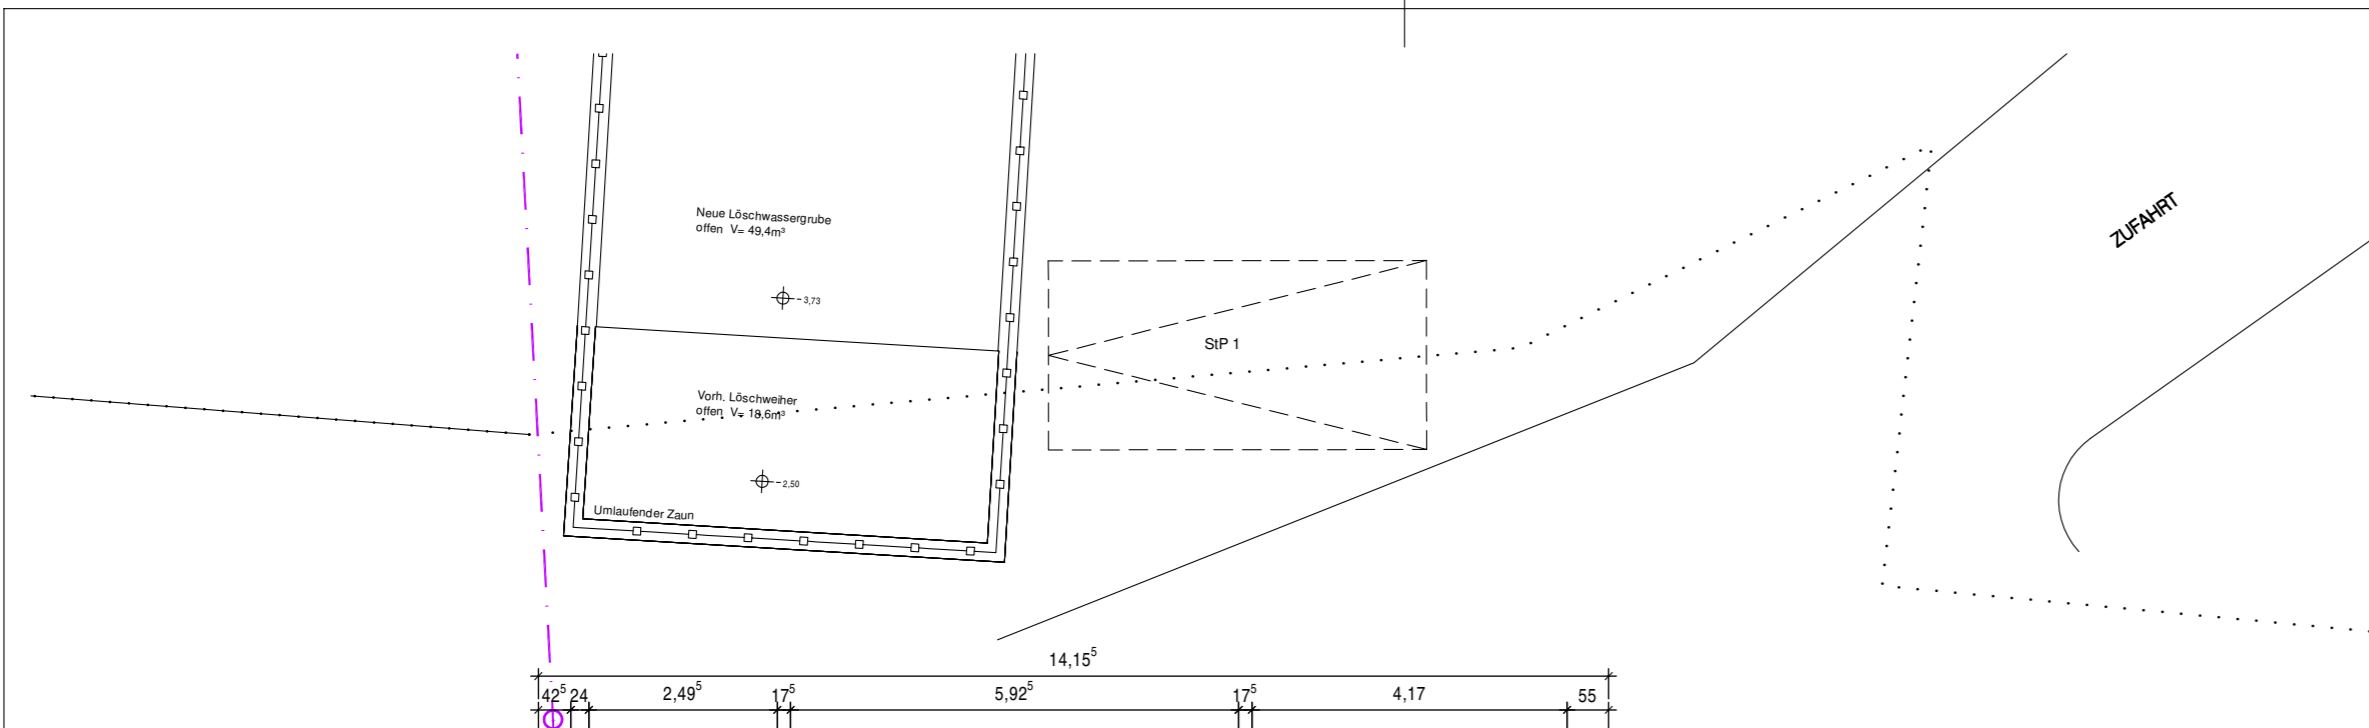 Neue Löschwassergrube
offen V= 49,4m³
ZUFAHRT
-3,73
StP 1
Vorh. Löschweiher
offen V= 18,6m³
-2,50
Umlaufender Zaun
14,15⁵
42⁵ 24 2,49⁵ 17⁵ 5,92⁵ 17⁵ 4,17 55